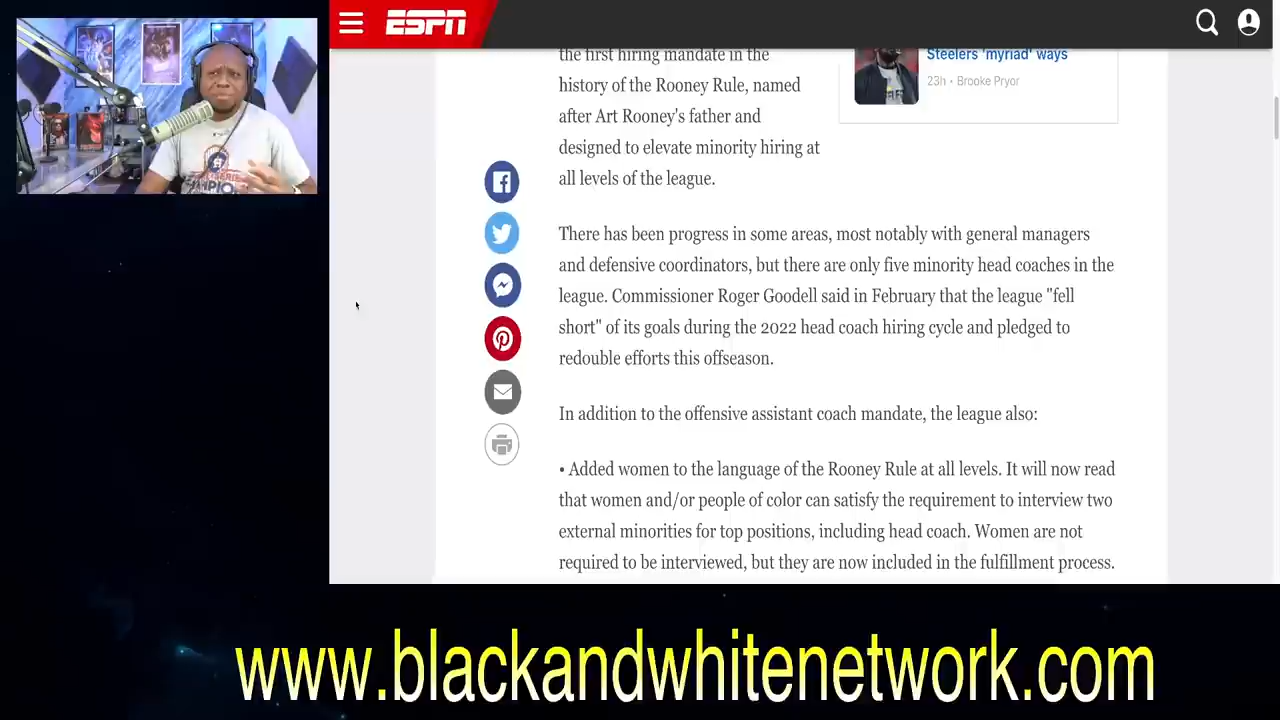 ESPN
the first hiring mandate in the
history of the Rooney Rule, named
after Art Rooney's father and
designed to elevate minority hiring at
all levels of the league.
Steelers 'myriad' ways
23h • Brooke Pryor
There has been progress in some areas, most notably with general managers
and defensive coordinators, but there are only five minority head coaches in the
league. Commissioner Roger Goodell said in February that the league "fell
short" of its goals during the 2022 head coach hiring cycle and pledged to
redouble efforts this offseason.
In addition to the offensive assistant coach mandate, the league also:
• Added women to the language of the Rooney Rule at all levels. It will now read
that women and/or people of color can satisfy the requirement to interview two
external minorities for top positions, including head coach. Women are not
required to be interviewed, but they are now included in the fulfillment process.
www.blackandwhitenetwork.com